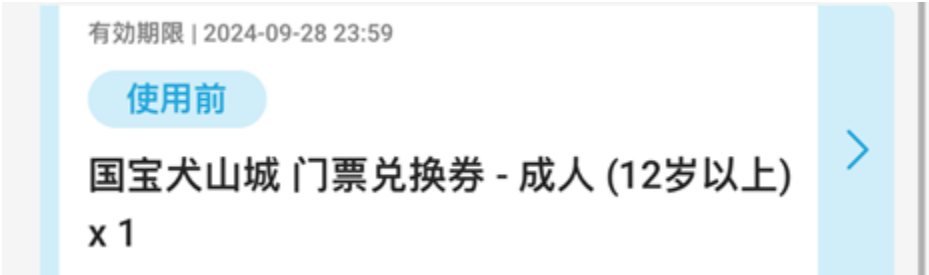 有効期限 | 2024-09-28 23:59
使用前
国宝犬山城 门票兑换券 - 成人 (12岁以上)
x 1